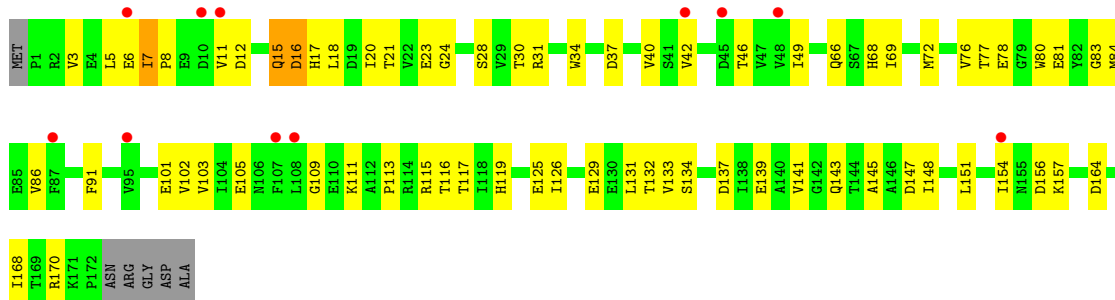 MET P1 R2 V3 E4 L5 E6 I7 P8 E9 D10 V11 D12 Q15 D16 H17 L18 D19 I20 T21 V22 E23 G24 S28 V29 T30 R31 W34 D37 V40 S41 V42 D45 T46 V47 V48 I49 Q66 S67 H68 I69 M72 V76 T77 E78 G79 W80 E81 Y82 G83 M84
E85 V86 F87 F91 V95 E101 V102 V103 I104 E105 N106 F107 L108 G109 E110 K111 A112 P113 R114 R115 T116 T117 I118 H119 E125 I126 E129 E130 L131 T132 V133 S134 D137 I138 E139 A140 V141 G142 Q143 T144 A145 A146 D147 I148 L151 I154 N155 D156 K157 D164
I168 T169 R170 K171 P172 ASN ARG GLY ASP ALA